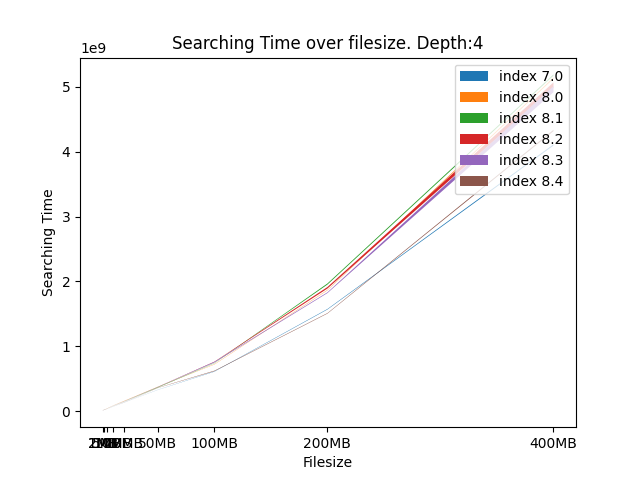 Searching Time over filesize. Depth:4
1e9
index 7.0
index 8.0
index 8.1
index 8.2
index 8.3
index 8.4
5
4
3
2
1
0
Searching Time
50MB 100MB 200MB 400MB
Filesize